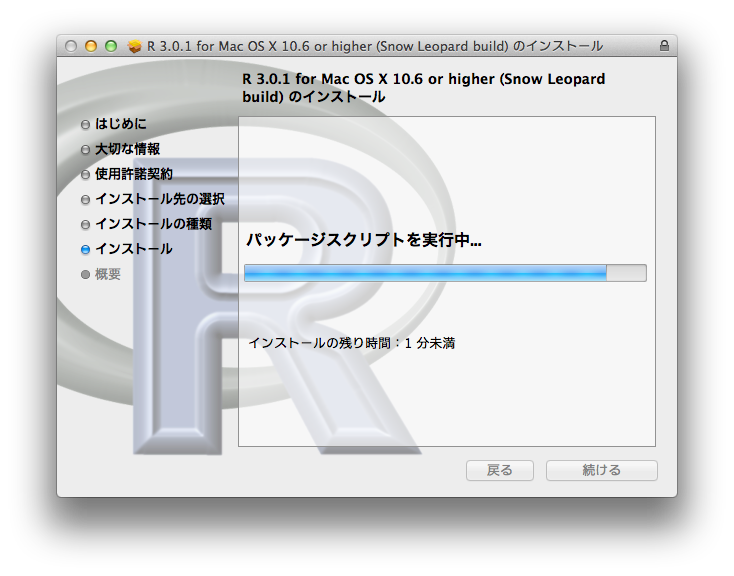 R 3.0.1 for Mac OS X 10.6 or higher (Snow Leopard build) のインストール
R 3.0.1 for Mac OS X 10.6 or higher (Snow Leopard
build) のインストール
はじめに
大切な情報
使用許諾契約
インストール先の選択
インストールの種類
インストール
概要
パッケージスクリプトを実行中...
インストールの残り時間：1 分未満
戻る
続ける